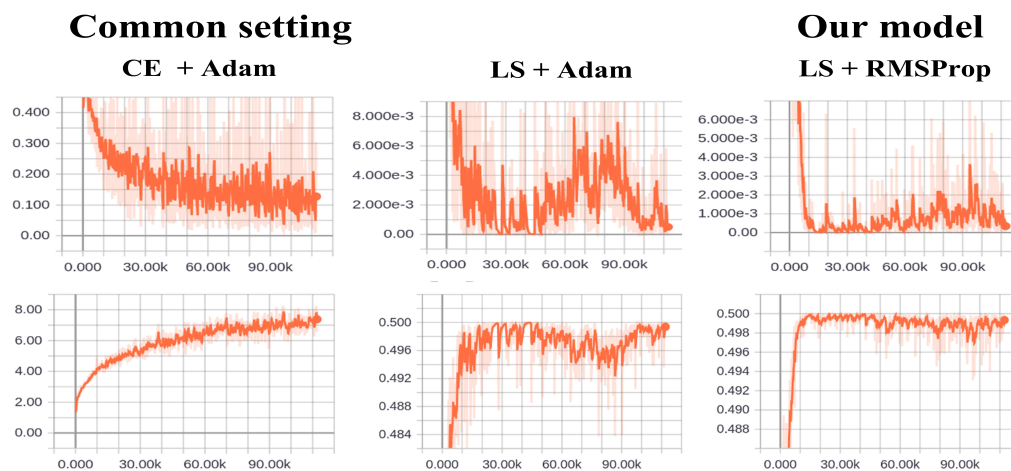 Common setting
Our model
CE + Adam
LS + Adam
LS + RMSProp
0.400
0.300
0.200
0.100
0.00
0.000 30.00k 60.00k 90.00k
8.000e-3
6.000e-3
4.000e-3
2.000e-3
0.00
0.000 30.00k 60.00k 90.00k
6.000e-3
5.000e-3
4.000e-3
3.000e-3
2.000e-3
1.000e-3
0.00
0.000 30.00k 60.00k 90.00k
8.00
6.00
4.00
2.00
0.00
0.000 30.00k 60.00k 90.00k
0.500
0.496
0.492
0.488
0.484
0.000 30.00k 60.00k 90.00k
0.500
0.498
0.496
0.494
0.492
0.490
0.488
0.000 30.00k 60.00k 90.00k